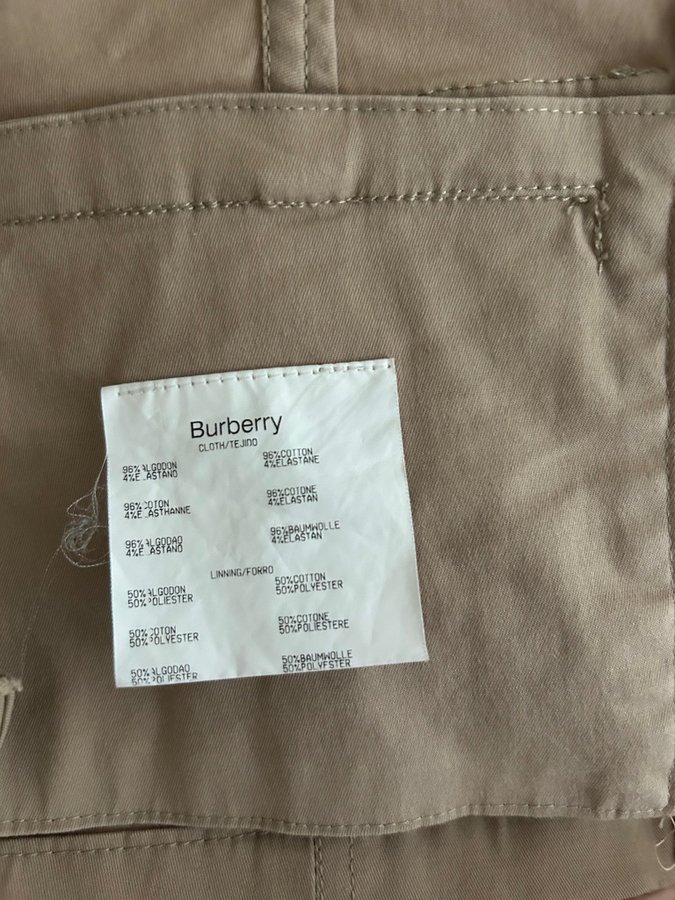 Burberry
CLOTH/TEJIDO
96%ALGODON
4%ELASTANO
96%COTON
4%ELASTHANNE
96%ALGODAO
4%ELASTANO
96%COTTON
4%ELASTANE
96%COTONE
4%ELASTAN
96%BAUMWOLLE
4%ELASTAN
LINNING/FORRO
50%ALGODON
50%POLIESTER
50%COTON
50%POLYESTER
50%ALGODAO
50%POLIESTER
50%COTTON
50%POLYESTER
50%COTONE
50%POLIESTERE
50%BAUMWOLLE
50%POLYESTER